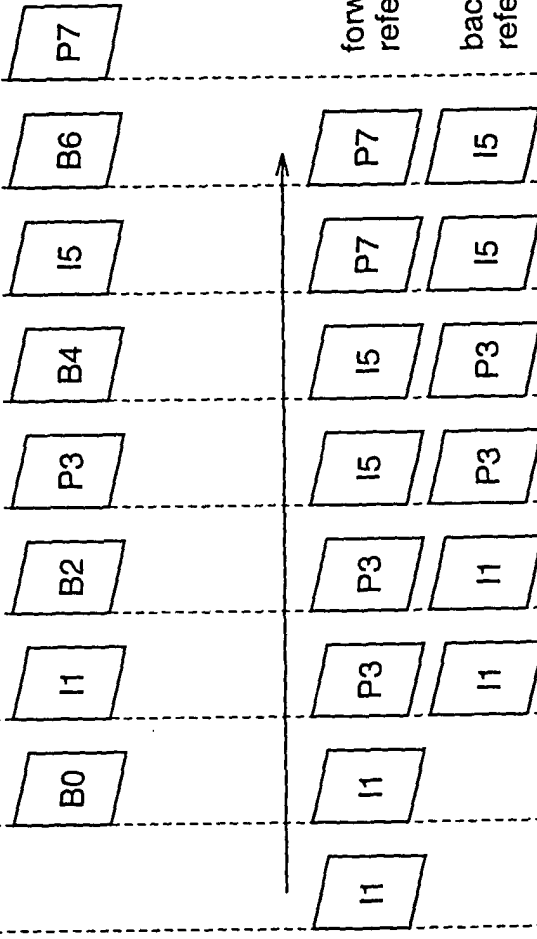 B0 I1 B2 P3 B4 I5 B6 P7
I1 I1 P3 P3 I5 I5 P7 P7
forw
refe
I1 I1 P3 P3 I5 I5
bac
refe